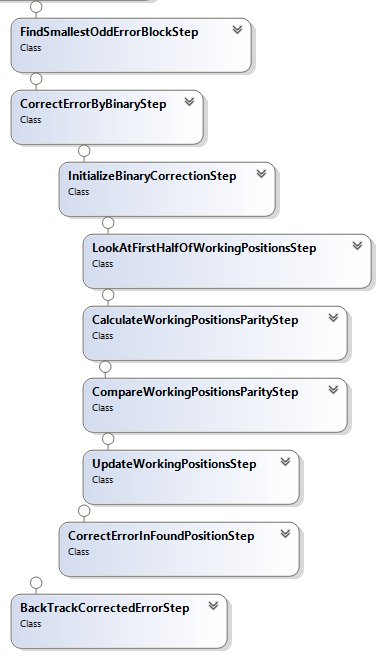 FindSmallestOddErrorBlockStep
Class
CorrectErrorByBinaryStep
Class
InitializeBinaryCorrectionStep
Class
LookAtFirstHalfOfWorkingPositionsStep
Class
CalculateWorkingPositionsParityStep
Class
CompareWorkingPositionsParityStep
Class
UpdateWorkingPositionsStep
Class
CorrectErrorInFoundPositionStep
Class
BackTrackCorrectedErrorStep
Class